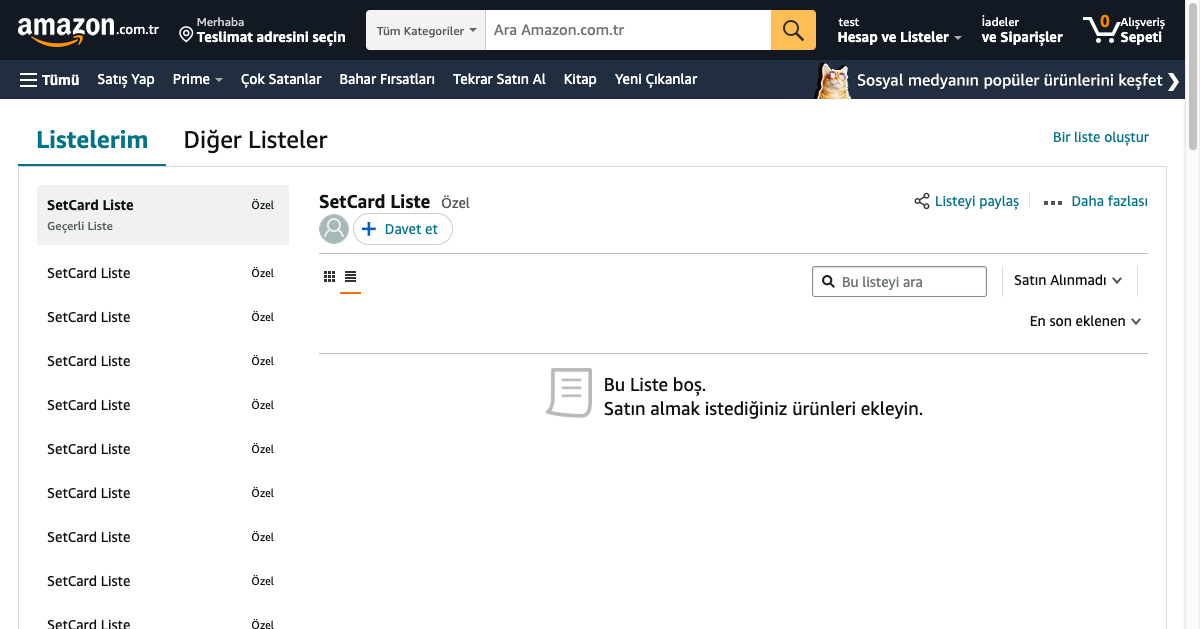 amazon.com.tr
Merhaba
Teslimat adresini seçin
Tüm Kategoriler
Ara Amazon.com.tr
test
Hesap ve Listeler
İadeler
ve Siparişler
0
Alışveriş
Sepeti
Tümü
Satış Yap
Prime
Çok Satanlar
Bahar Fırsatları
Tekrar Satın Al
Kitap
Yeni Çıkanlar
Sosyal medyanın popüler ürünlerini keşfet
Listelerim
Diğer Listeler
Bir liste oluştur
SetCard Liste Özel
Geçerli Liste
SetCard Liste Özel
SetCard Liste Özel
SetCard Liste Özel
SetCard Liste Özel
SetCard Liste Özel
SetCard Liste Özel
SetCard Liste Özel
SetCard Liste Özel
SetCard Liste Özel
SetCard Liste Özel
Listeyi paylaş
Daha fazlası
Davet et
Bu listeyi ara
Satın Alınmadı
En son eklenen
Bu Liste boş.
Satın almak istediğiniz ürünleri ekleyin.